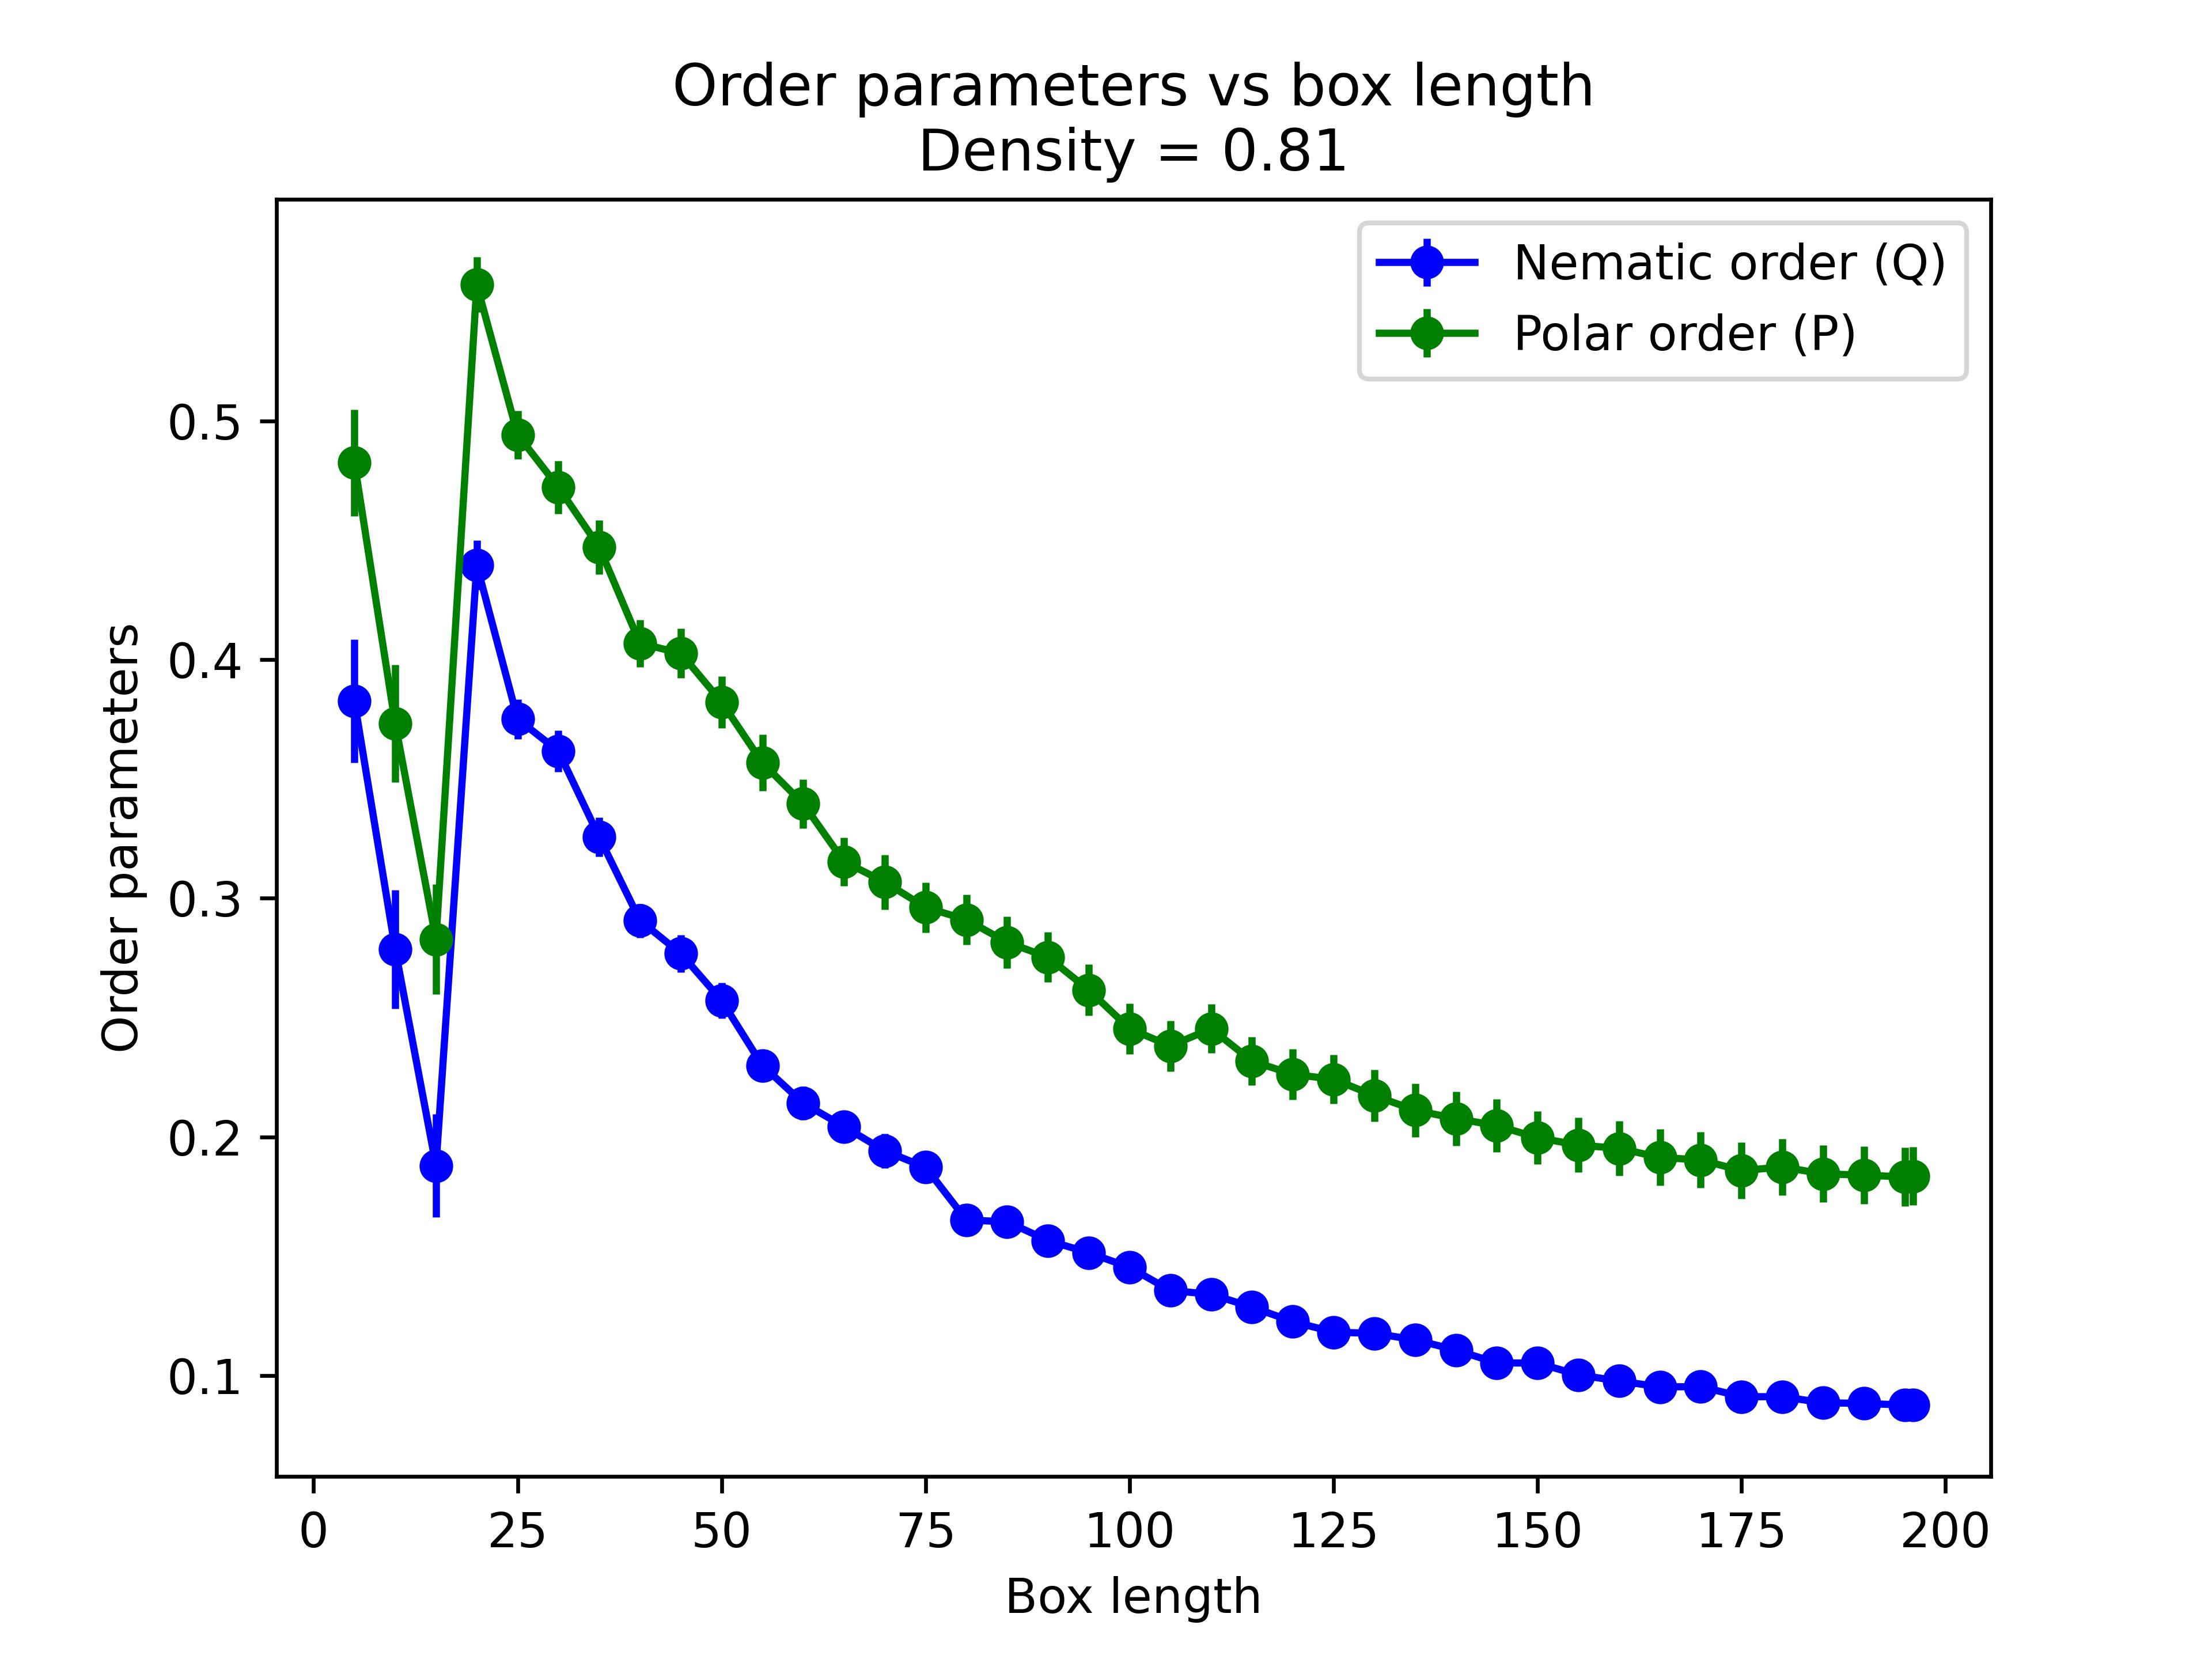 Order parameters vs box length
Density = 0.81
Nematic order (Q)
Polar order (P)
Order parameters
0.5
0.4
0.3
0.2
0.1
0 25 50 75 100 125 150 175 200
Box length